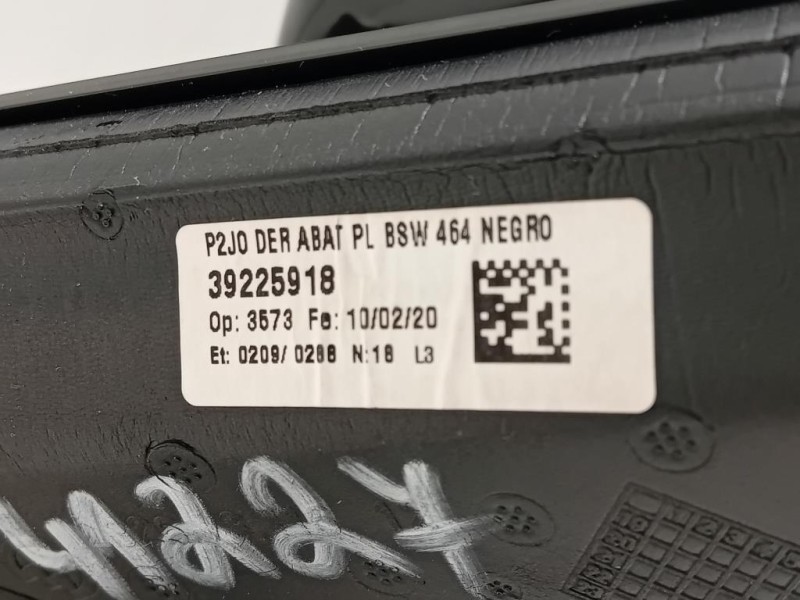 P2JO DER ABAT PL BSW 464 NEGRO
39225918
Op: 3573 Fe: 10/02/20
Et: 0209/ 0288 N:18 L3
41227